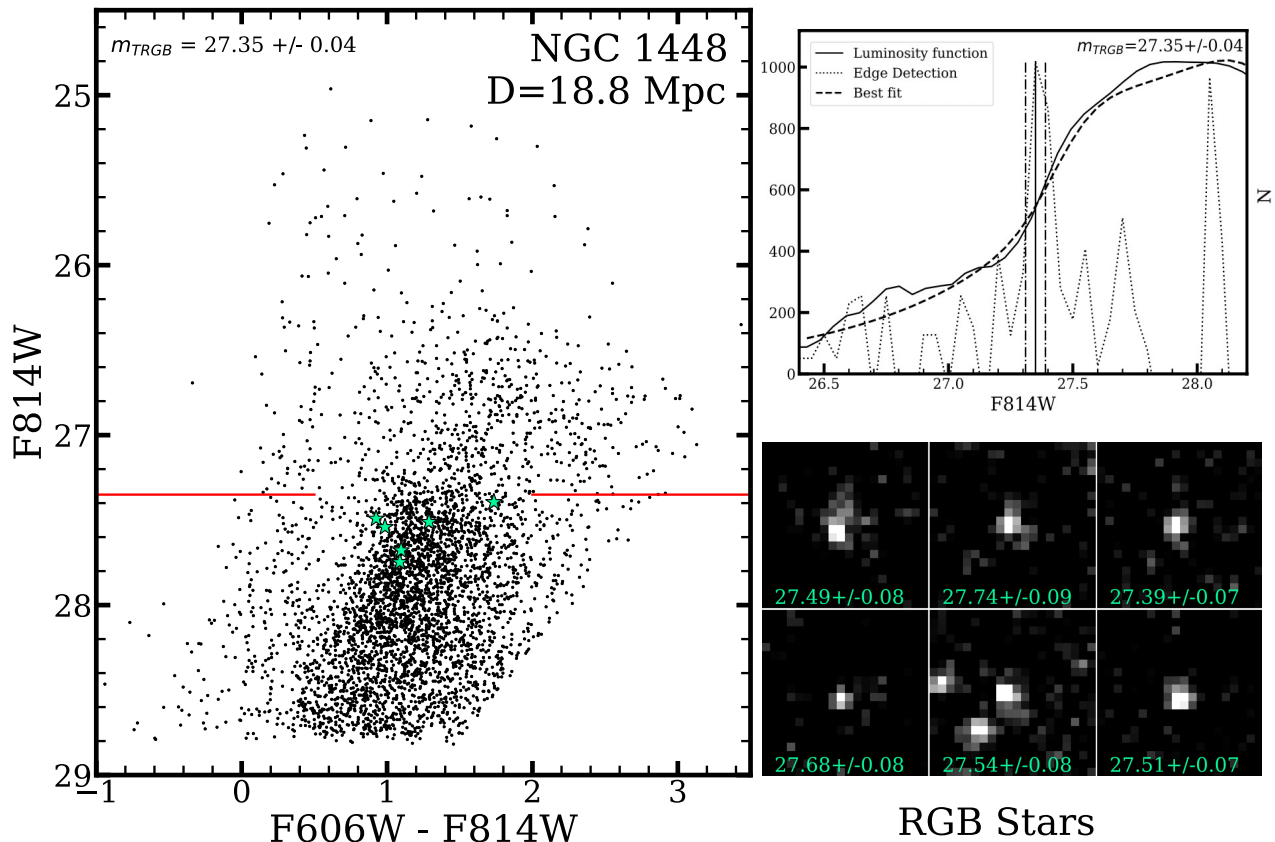 m_TRGB = 27.35 +/- 0.04
NGC 1448
D=18.8 Mpc
25
26
27
28
29
F814W
−1 0 1 2 3
F606W - F814W
m_TRGB=27.35+/-0.04
Luminosity function
Edge Detection
Best fit
1000
800
600
400
200
0
N
26.5 27.0 27.5 28.0
F814W
27.49+/-0.08 27.74+/-0.09 27.39+/-0.07
27.68+/-0.08 27.54+/-0.08 27.51+/-0.07
RGB Stars